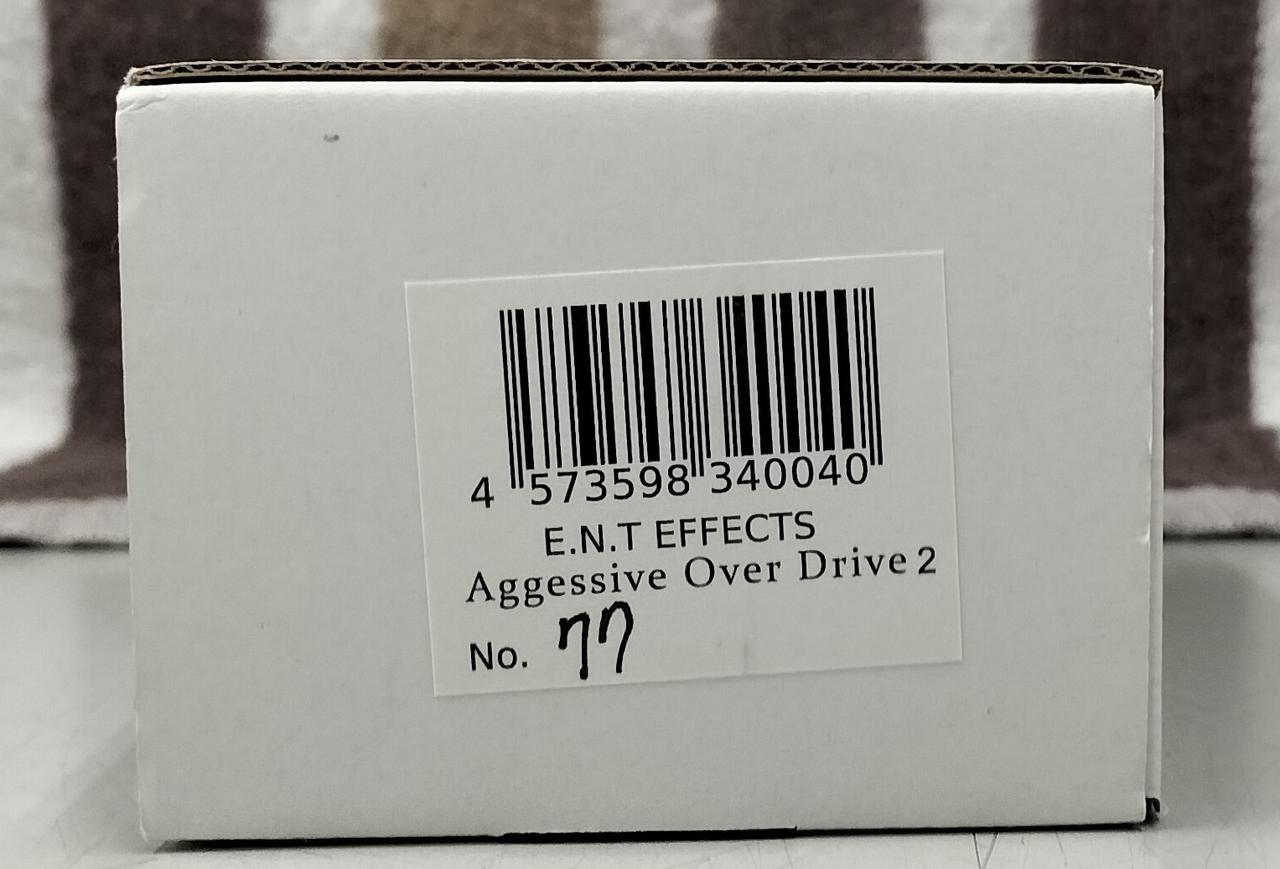 4 573598 340040
E.N.T EFFECTS
Aggessive Over Drive 2
No. 77